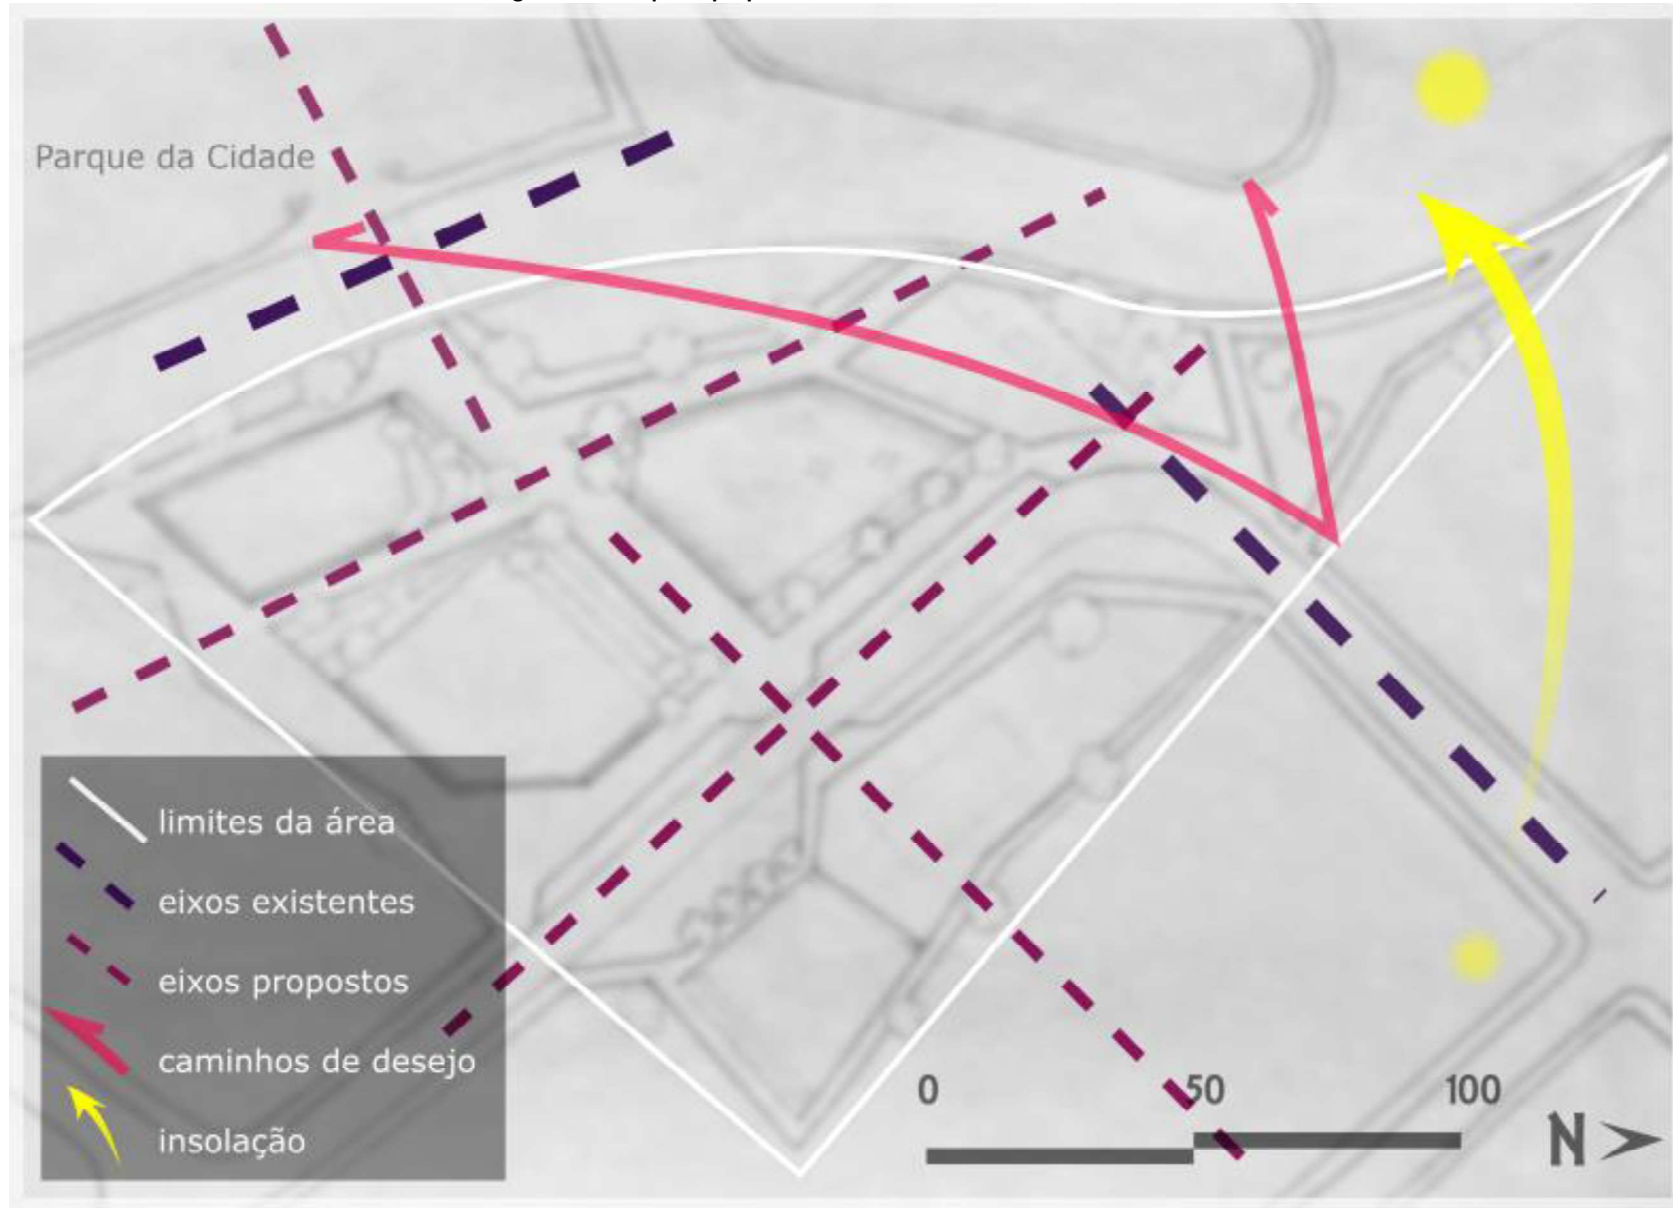 Parque da Cidade
limites da área
eixos existentes
eixos propostos
caminhos de desejo
insolação
0 50 100
N